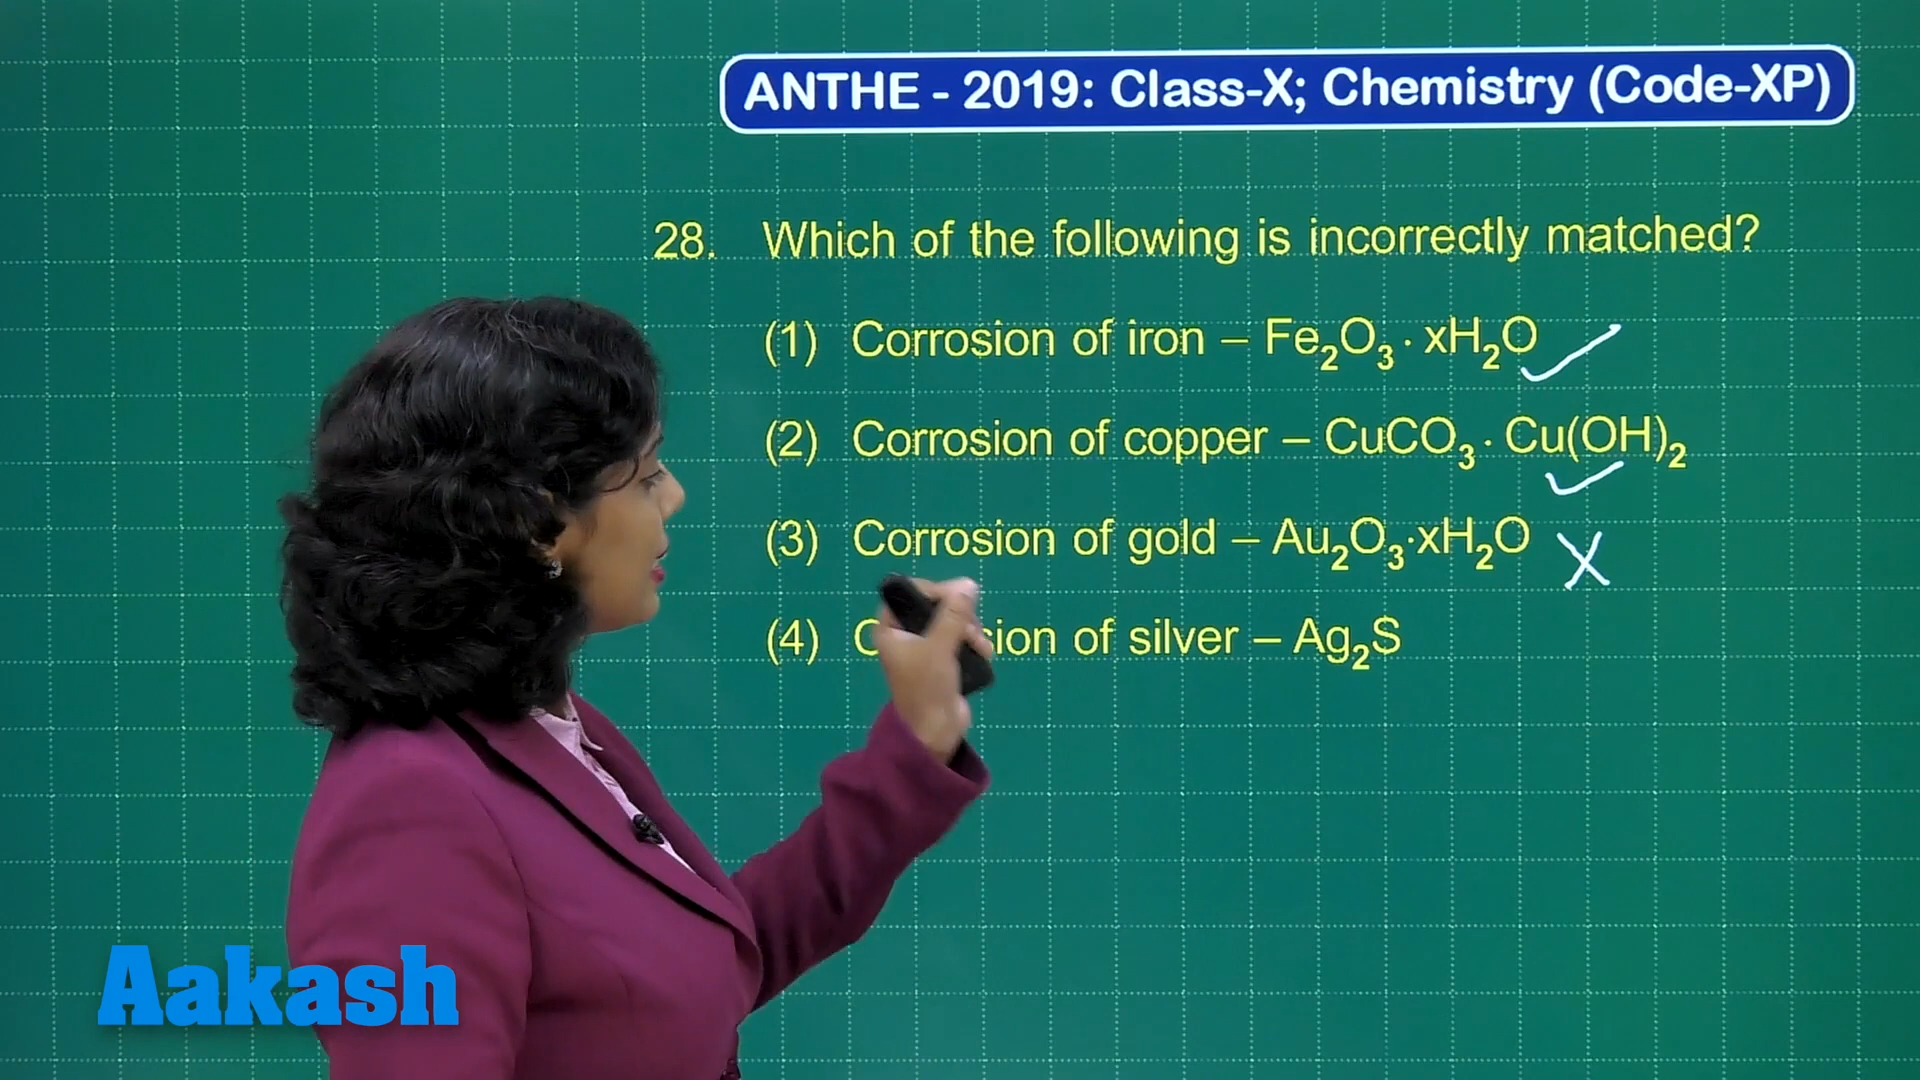 ANTHE - 2019: Class-X; Chemistry (Code-XP)
28. Which of the following is incorrectly matched?
(1) Corrosion of iron – Fe₂O₃ · xH₂O ✓
(2) Corrosion of copper – CuCO₃ · Cu(OH)₂ ✓
(3) Corrosion of gold – Au₂O₃·xH₂O X
(4) of silver – Ag₂S
Aakash